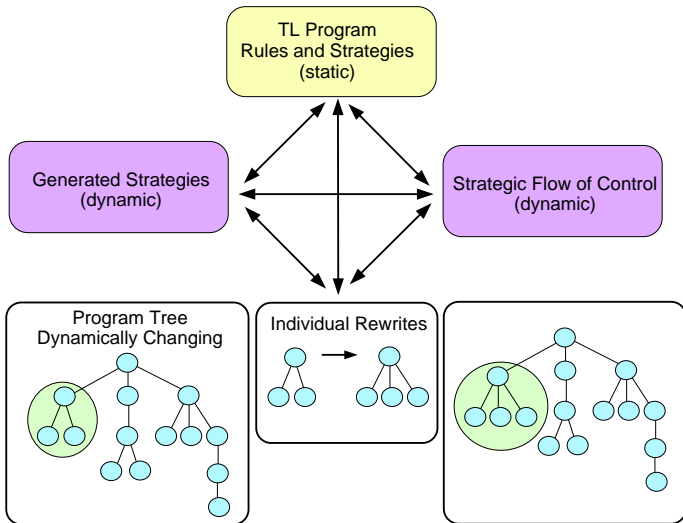 TL Program
Rules and Strategies
(static)
Generated Strategies
(dynamic)
Strategic Flow of Control
(dynamic)
Program Tree
Dynamically Changing
Individual Rewrites